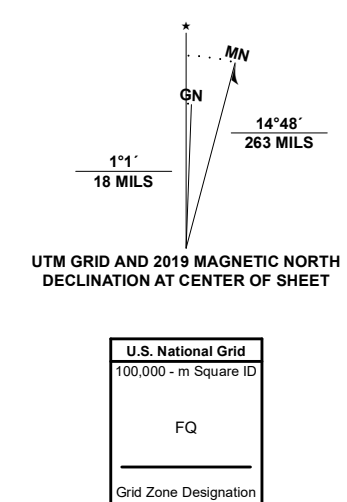 MN
GN
14°48´
263 MILS
1°1´
18 MILS
UTM GRID AND 2019 MAGNETIC NORTH
DECLINATION AT CENTER OF SHEET
U.S. National Grid
100,000 - m Square ID
FQ
Grid Zone Designation